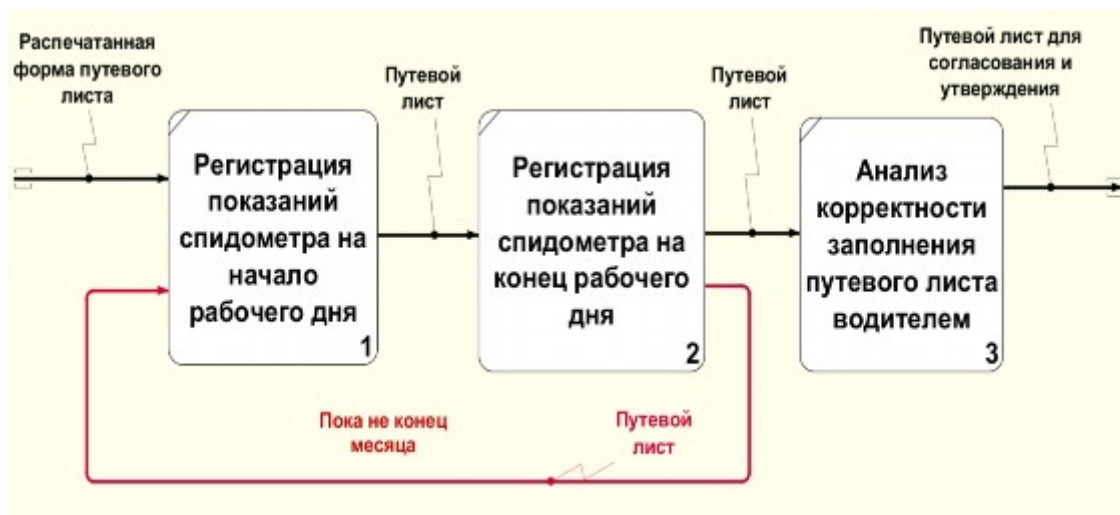 Распечатанная
форма путевого
листа
Путевой
лист
Путевой
лист
Путевой лист для
согласования и
утверждения
Регистрация
показаний
спидометра на
начало
рабочего дня
1
Регистрация
показаний
спидометра на
конец рабочего
дня
2
Анализ
корректности
заполнения
путевого листа
водителем
3
Пока не конец
месяца
Путевой
лист